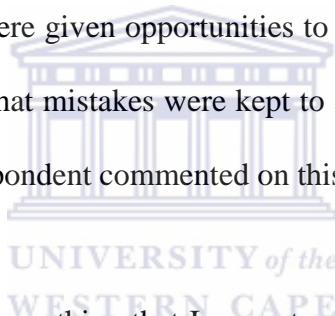 ere given opportunities to
hat mistakes were kept to
pondent commented on this
UNIVERSITY of the
WESTERN CAPE
thing that I